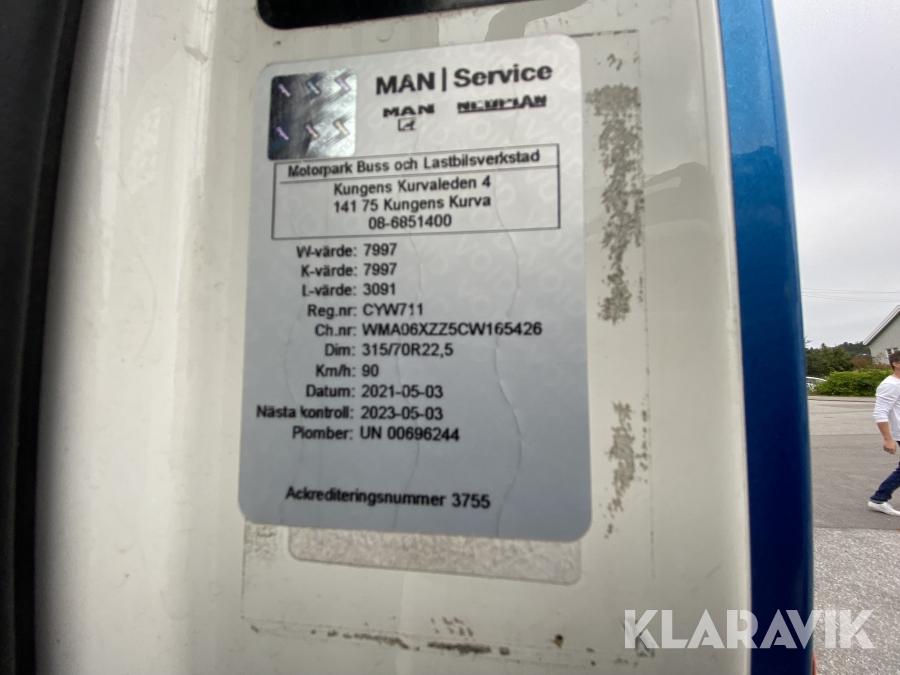 MAN | Service
MAN NEOPLAN
Motorpark Buss och Lastbilsverkstad
Kungens Kurvaleden 4
141 75 Kungens Kurva
08-6851400
W-värde: 7997
K-värde: 7997
L-värde: 3091
Reg.nr: CYW711
Ch.nr: WMA06XZZ5CW165426
Dim: 315/70R22,5
Km/h: 90
Datum: 2021-05-03
Nästa kontroll: 2023-05-03
Plomber: UN 00696244
Ackrediteringsnummer 3755
KLARAVIK